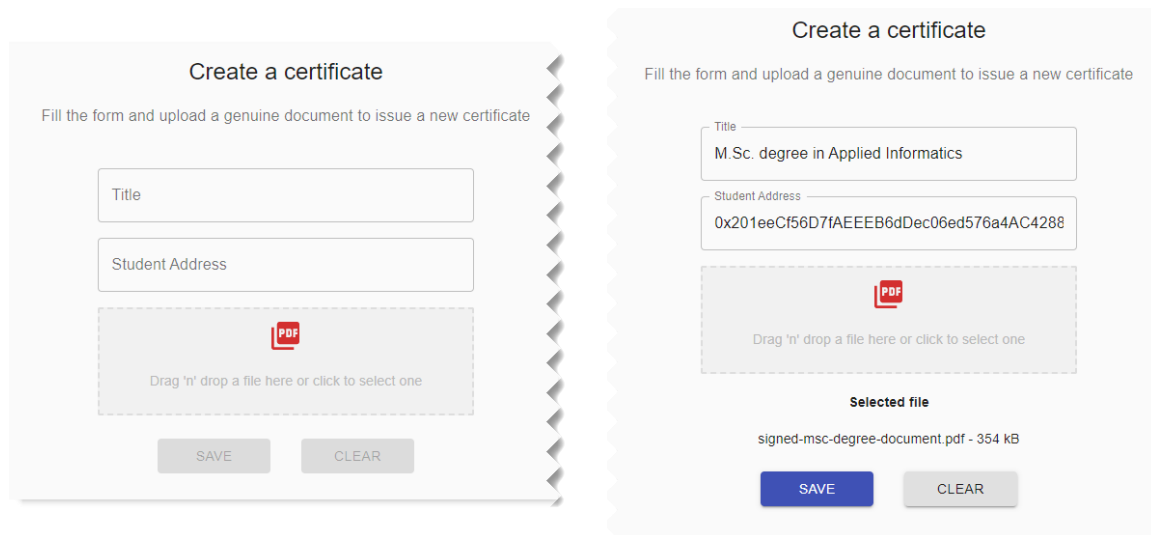 Create a certificate
Fill the form and upload a genuine document to issue a new certificate
Title
Student Address
PDF
Drag 'n' drop a file here or click to select one
SAVE
CLEAR
Create a certificate
Fill the form and upload a genuine document to issue a new certificate
Title
M.Sc. degree in Applied Informatics
Student Address
0x201eeCf56D7fAEEEB6dDec06ed576a4AC4288
PDF
Drag 'n' drop a file here or click to select one
Selected file
signed-msc-degree-document.pdf - 354 kB
SAVE
CLEAR